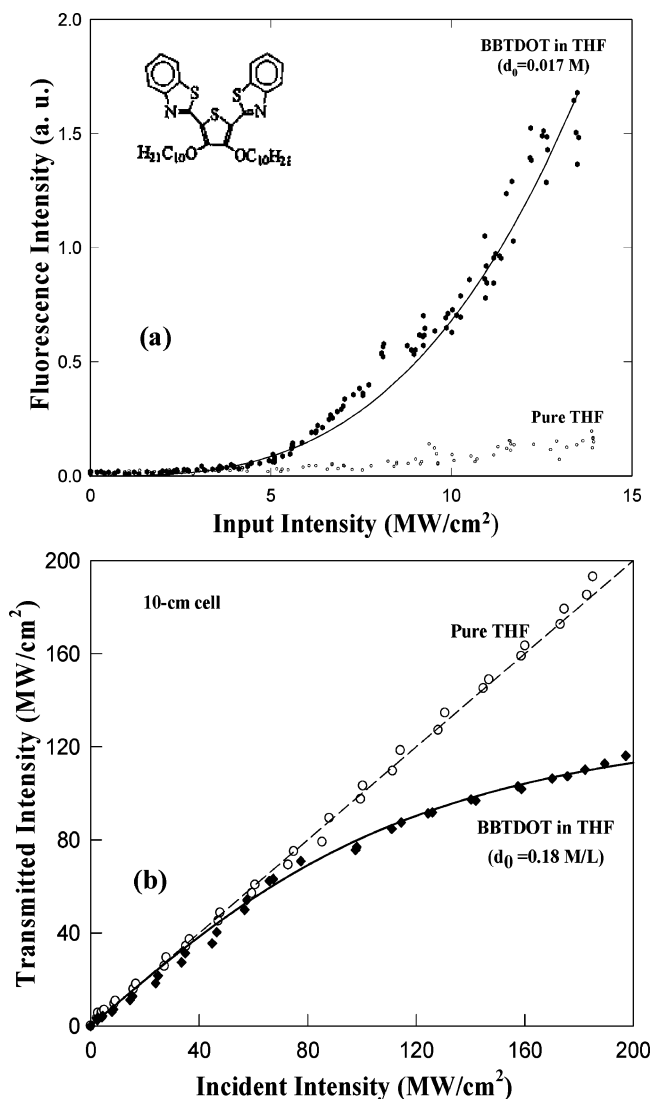 BBTDOT in THF
(d₀=0.017 M)
S
S
S
N
N
H₂₁C₁₀O
OC₁₀H₂₁
(a)
Pure THF
Fluorescence Intensity (a. u.)
2.0
1.5
1.0
0.5
0.0
0 5 10 15
Input Intensity (MW/cm²)
10-cm cell
Pure THF
BBTDOT in THF
(d₀ =0.18 M/L)
(b)
Transmitted Intensity (MW/cm²)
200
160
120
80
40
0
0 40 80 120 160 200
Incident Intensity (MW/cm²)